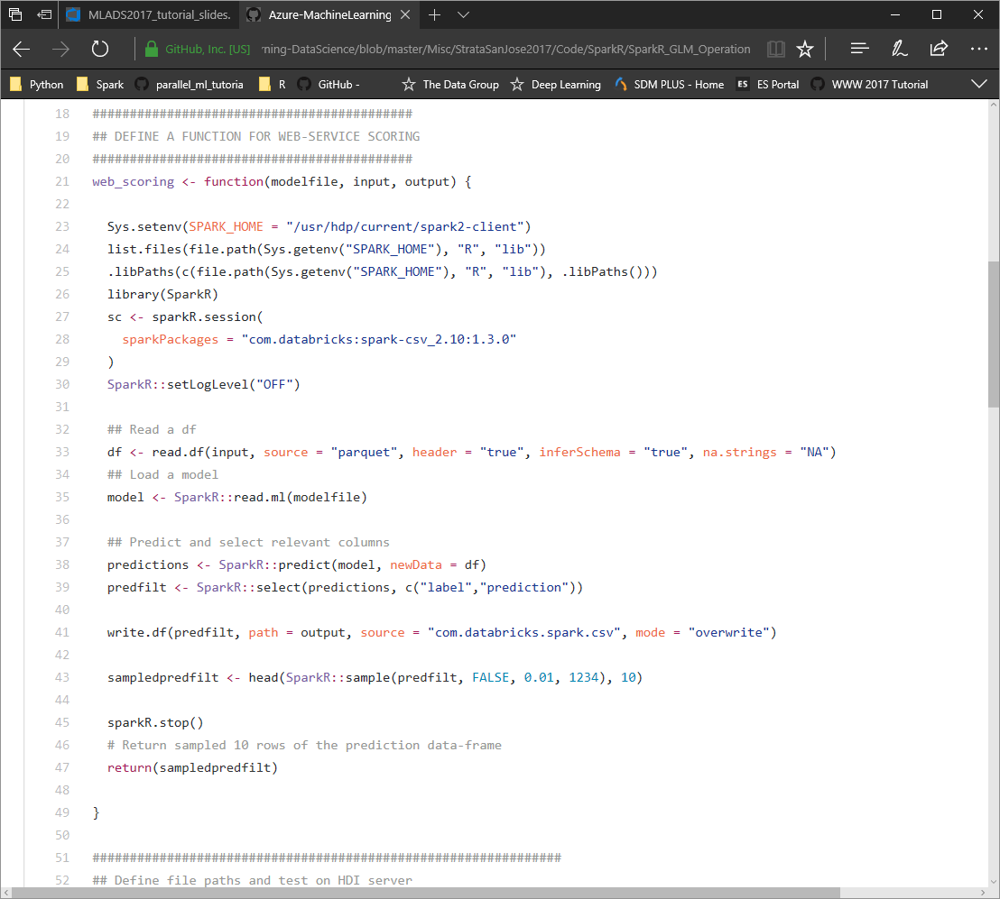 MLADS2017_tutorial_slides.
Azure-MachineLearning
GitHub, Inc. [US]
ming-DataScience/blob/master/Misc/StrataSanJose2017/Code/SparkR/SparkR_GLM_Operation
Python Spark parallel_ml_tutoria R GitHub - The Data Group Deep Learning SDM PLUS - Home ES ES Portal WWW 2017 Tutorial
18 ###########################################
19 ## DEFINE A FUNCTION FOR WEB-SERVICE SCORING
20 ###########################################
21 web_scoring <- function(modelfile, input, output) {
22
23 Sys.setenv(SPARK_HOME = "/usr/hdp/current/spark2-client")
24 list.files(file.path(Sys.getenv("SPARK_HOME"), "R", "lib"))
25 .libPaths(c(file.path(Sys.getenv("SPARK_HOME"), "R", "lib"), .libPaths()))
26 library(SparkR)
27 sc <- sparkR.session(
28 sparkPackages = "com.databricks:spark-csv_2.10:1.3.0"
29 )
30 SparkR::setLogLevel("OFF")
31
32 ## Read a df
33 df <- read.df(input, source = "parquet", header = "true", inferSchema = "true", na.strings = "NA")
34 ## Load a model
35 model <- SparkR::read.ml(modelfile)
36
37 ## Predict and select relevant columns
38 predictions <- SparkR::predict(model, newData = df)
39 predfilt <- SparkR::select(predictions, c("label","prediction"))
40
41 write.df(predfilt, path = output, source = "com.databricks.spark.csv", mode = "overwrite")
42
43 sampledpredfilt <- head(SparkR::sample(predfilt, FALSE, 0.01, 1234), 10)
44
45 sparkR.stop()
46 # Return sampled 10 rows of the prediction data-frame
47 return(sampledpredfilt)
48
49 }
50
51 ###############################################################
52 ## Define file paths and test on HDI server